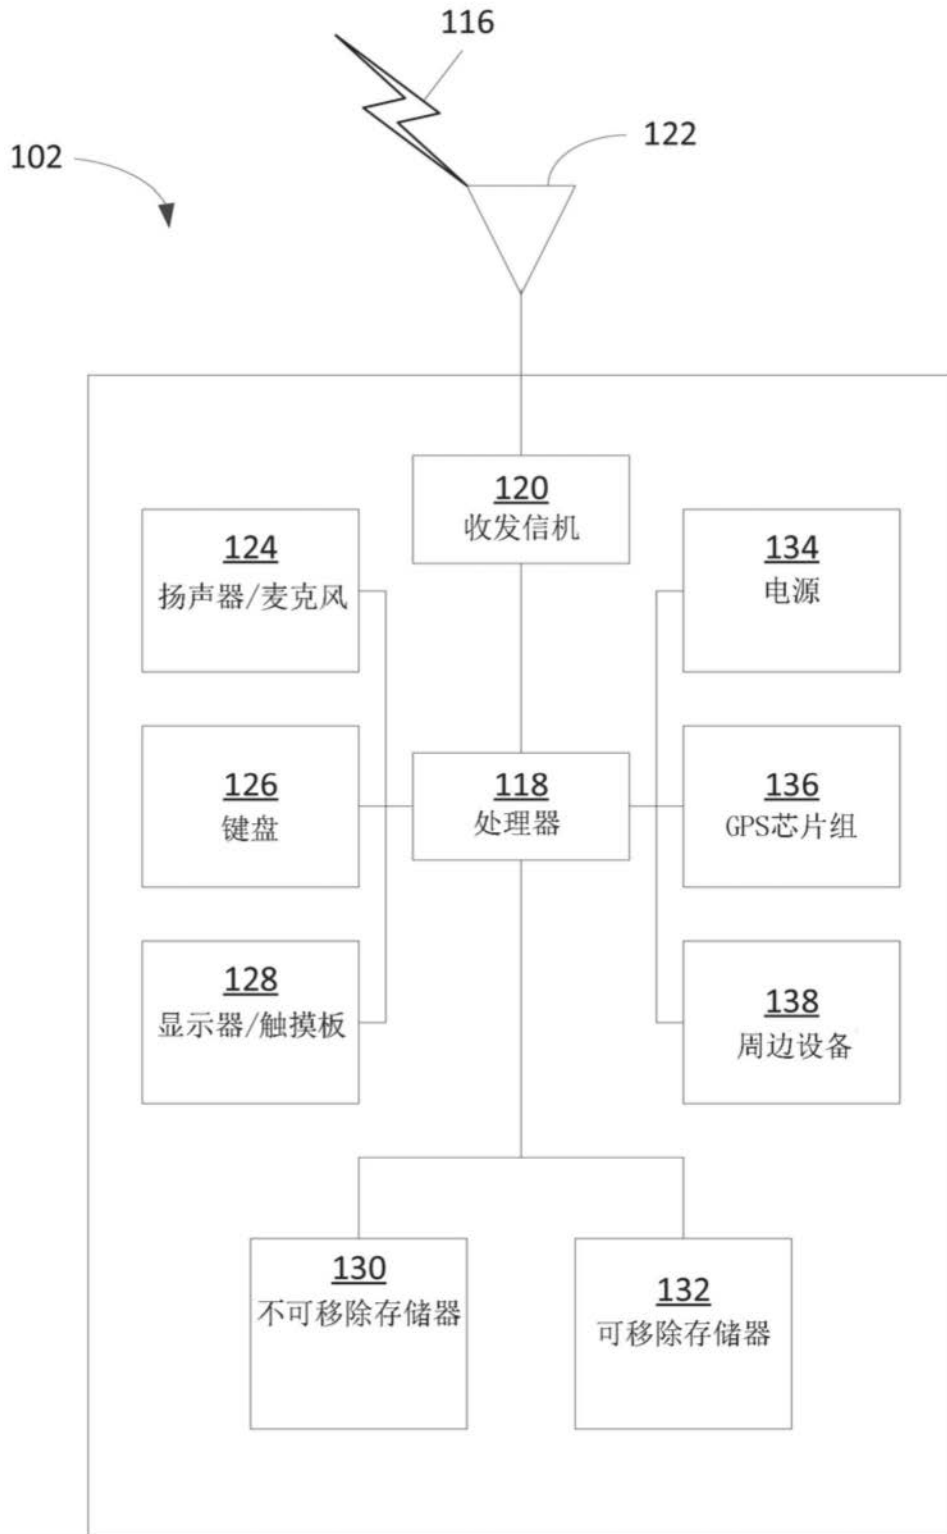 116
122
102
120
收发信机
124
扬声器/麦克风
134
电源
118
处理器
126
键盘
136
GPS芯片组
128
显示器/触摸板
138
周边设备
130
不可移除存储器
132
可移除存储器